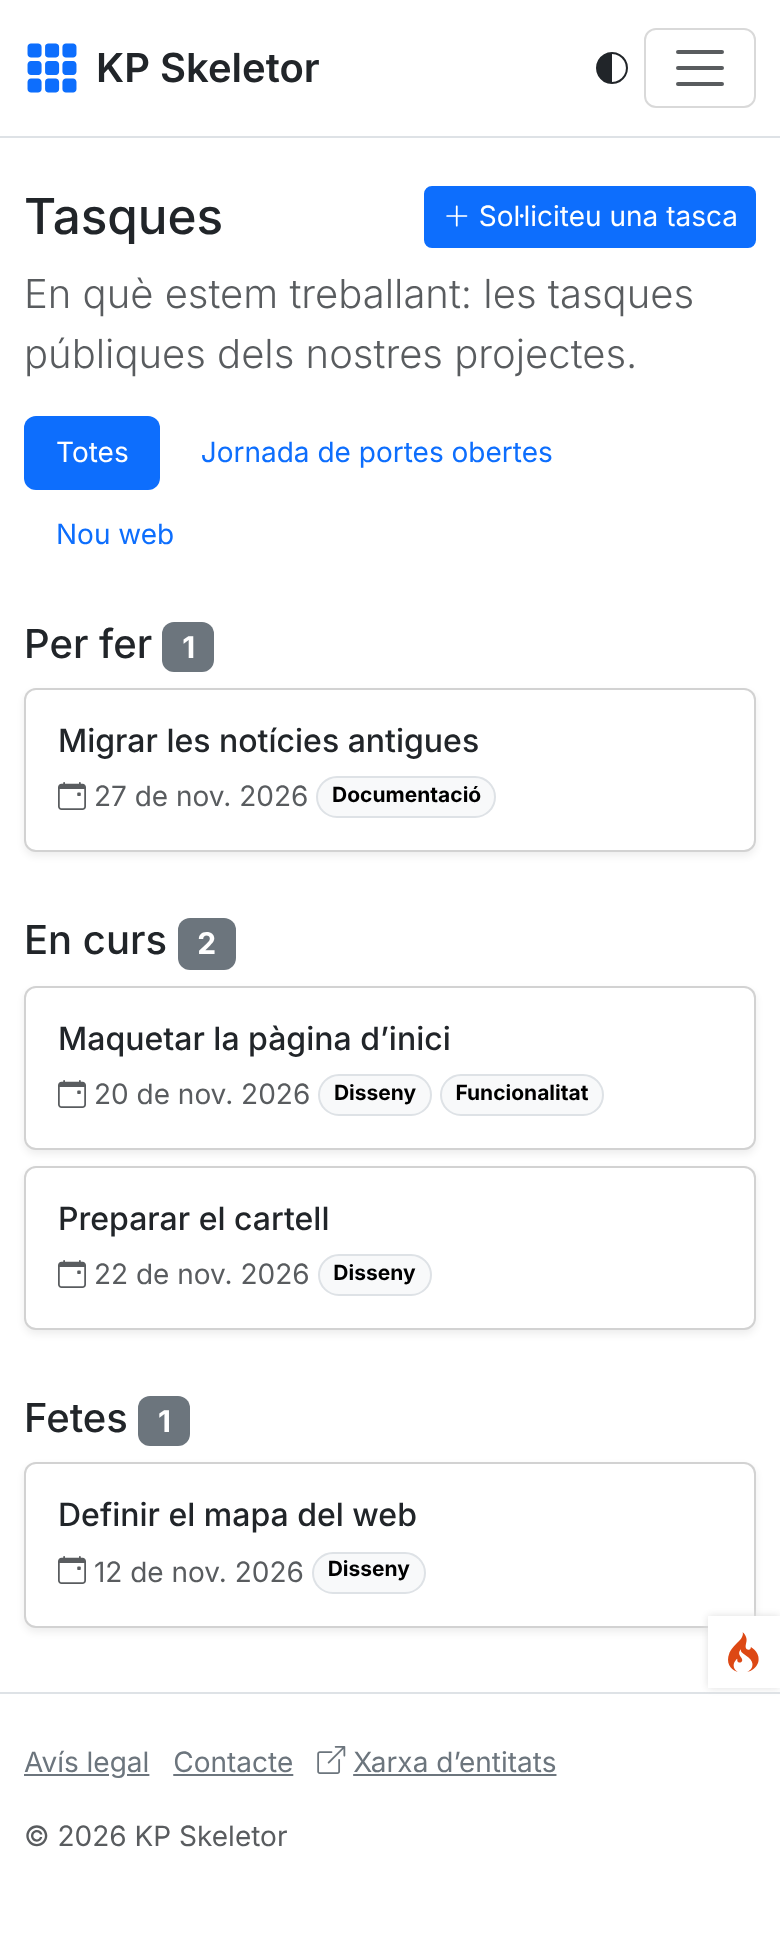 KP Skeletor
Tasques
Sol·liciteu una tasca
En què estem treballant: les tasques
públiques dels nostres projectes.
Totes
Jornada de portes obertes
Nou web
Per fer 1
Migrar les notícies antigues
27 de nov. 2026 Documentació
En curs 2
Maquetar la pàgina d’inici
20 de nov. 2026 Disseny Funcionalitat
Preparar el cartell
22 de nov. 2026 Disseny
Fetes 1
Definir el mapa del web
12 de nov. 2026 Disseny
Avís legal Contacte Xarxa d’entitats
© 2026 KP Skeletor